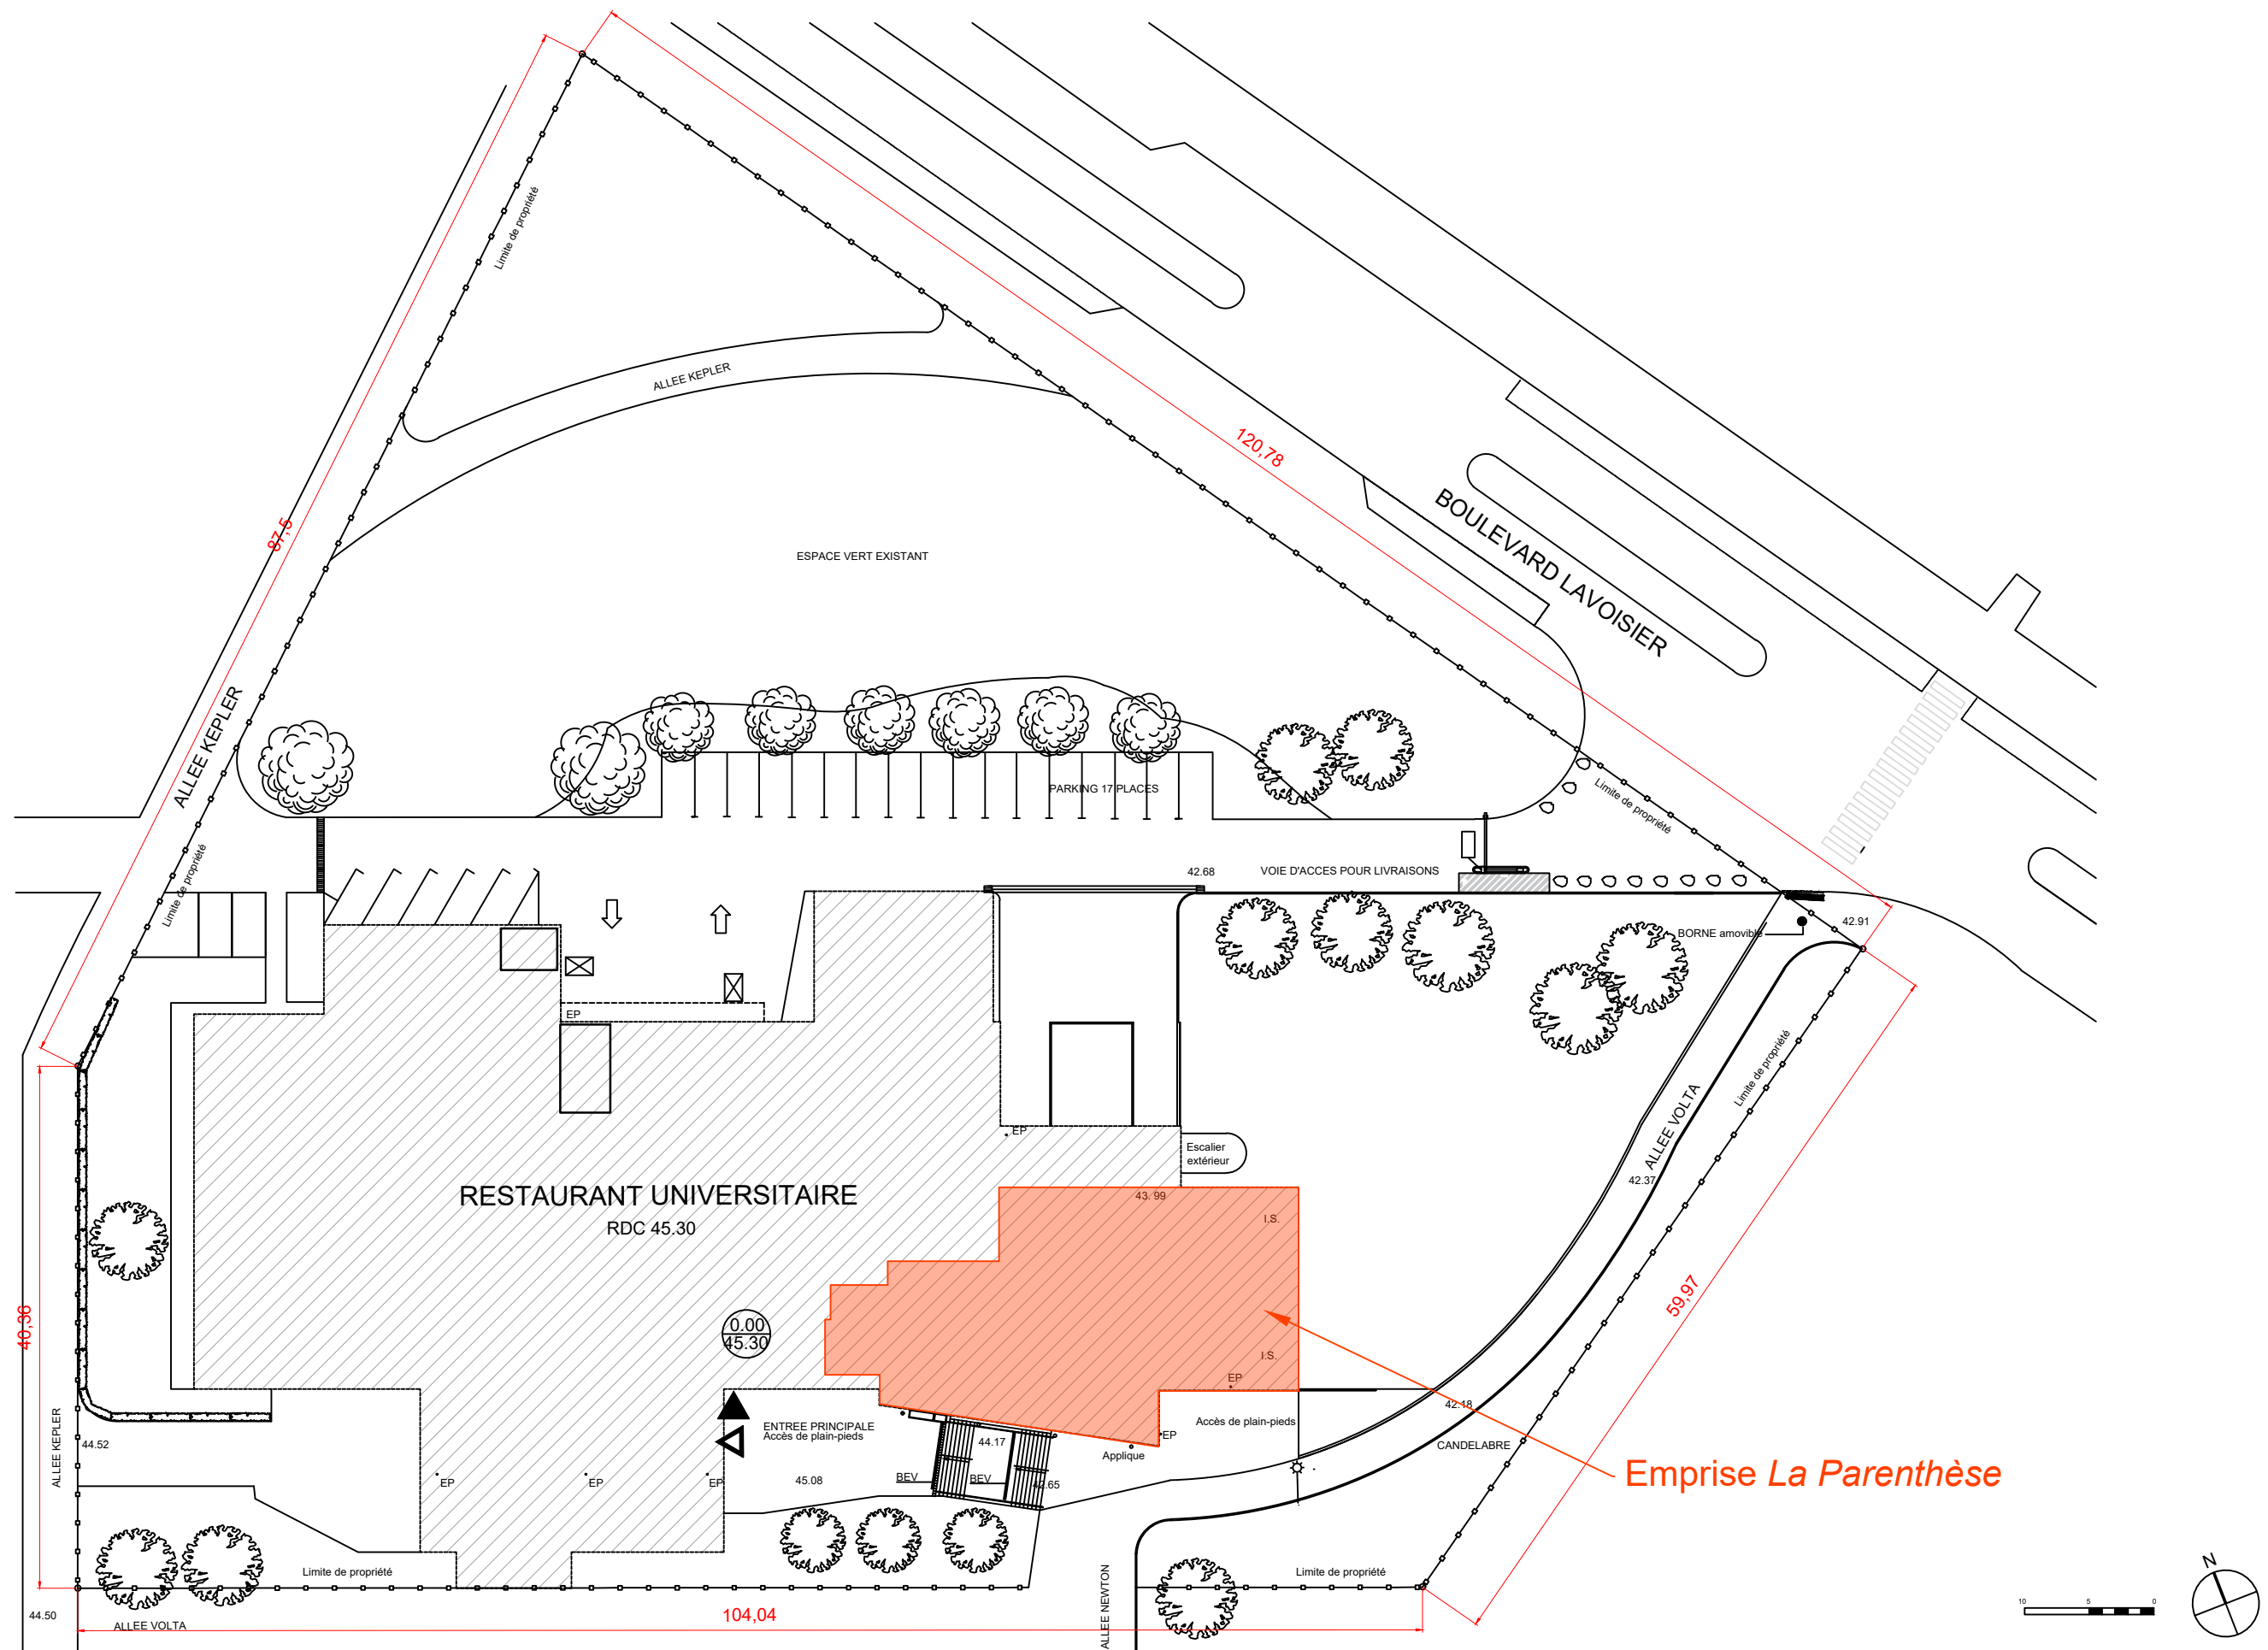 Limite de propriété
ALLEE KEPLER
120,78
BOULEVARD LAVOISIER
87,5
ESPACE VERT EXISTANT
ALLEE KEPLER
PARKING 17 PLACES
Limite de propriété
Limite de propriété
42.68
VOIE D'ACCES POUR LIVRAISONS
42.91
BORNE amovible
EP
Limite de propriété
ALLEE VOLTA
EP
Escalier
extérieur
42.37
RESTAURANT UNIVERSITAIRE
RDC 45.30
43. 99
I.S.
40,36
0.00
45.30
59,97
I.S.
EP
42.18
ENTREE PRINCIPALE
Accès de plain-pieds
Accès de plain-pieds
44.52
ALLEE KEPLER
44.17
EP
Applique
CANDELABRE
Emprise La Parenthèse
EP
EP
EP
45.08
BEV
BEV
42.65
Limite de propriété
Limite de propriété
N
44.50
ALLEE VOLTA
104,04
ALLEE NEWTON
10 5 0